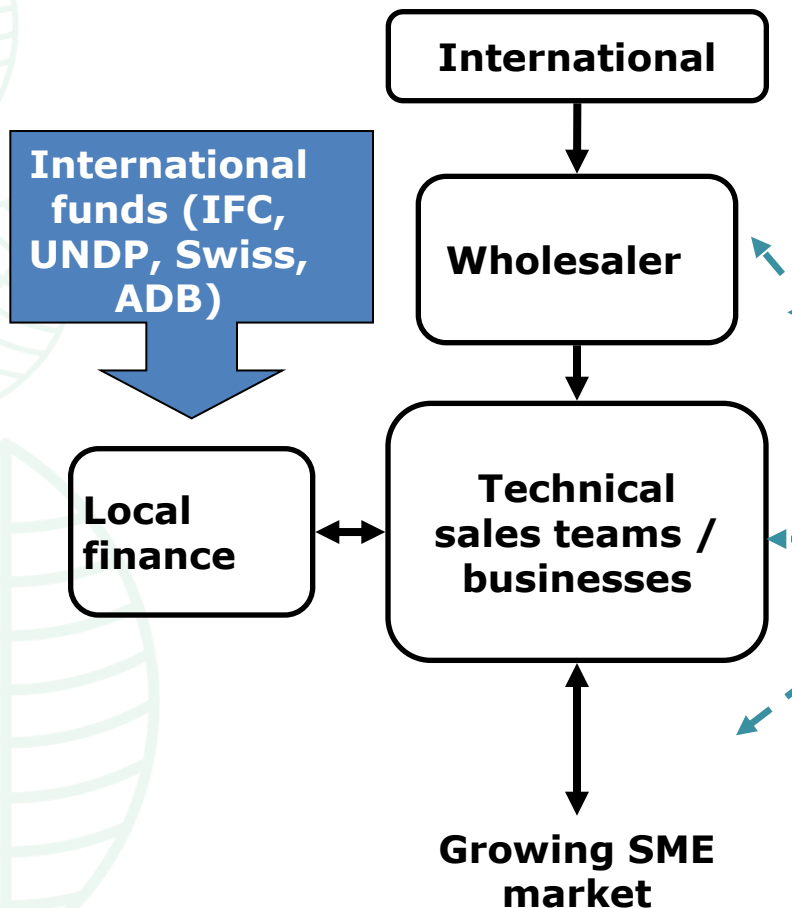 International
International
funds (IFC,
UNDP, Swiss,
ADB)
Wholesaler
Technical
sales teams /
businesses
Local
finance
Growing SME
market